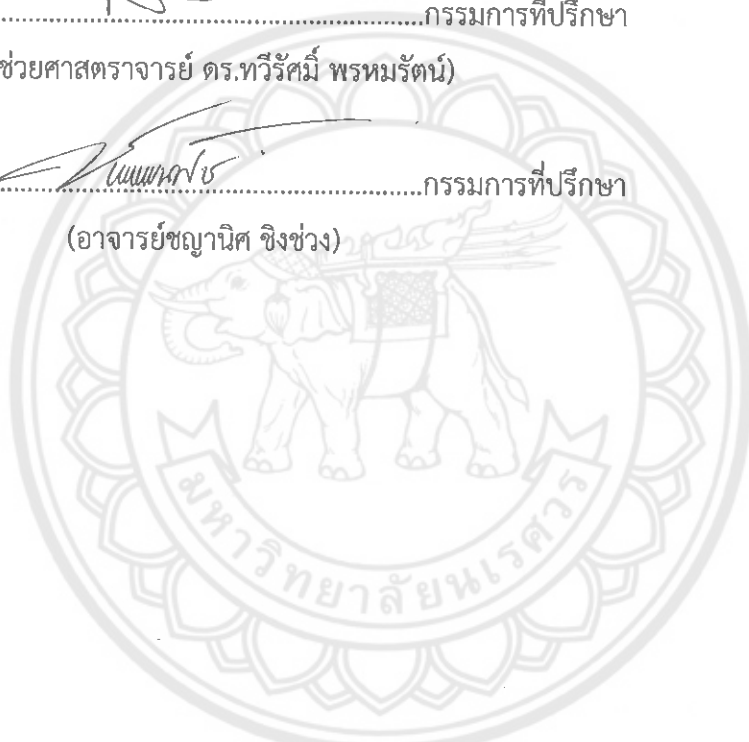 กรรมการที่ปรึกษา
ช่วยศาสตราจารย์ ดร.ทวีรัศมิ์ พรหมรัตน์)
กรรมการที่ปรึกษา
(อาจารย์ชญานิศ ชิงช่วง)
มหาวิทยาลัยนเรศวร